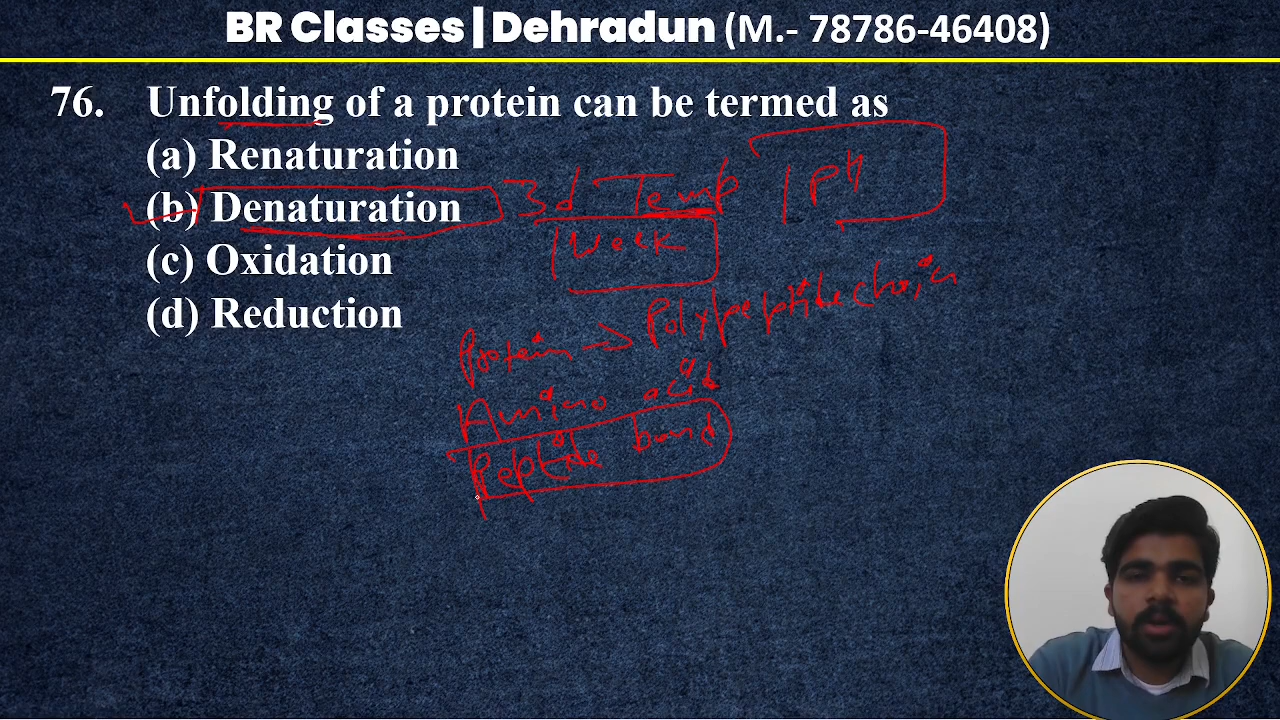 BR Classes | Dehradun (M.- 78786-46408)
76. Unfolding of a protein can be termed as
(a) Renaturation
(b) Denaturation
(c) Oxidation
(d) Reduction
3d Temp / PH
Weak
Protein → Polypeptide chain
Amino acid
Peptide bond